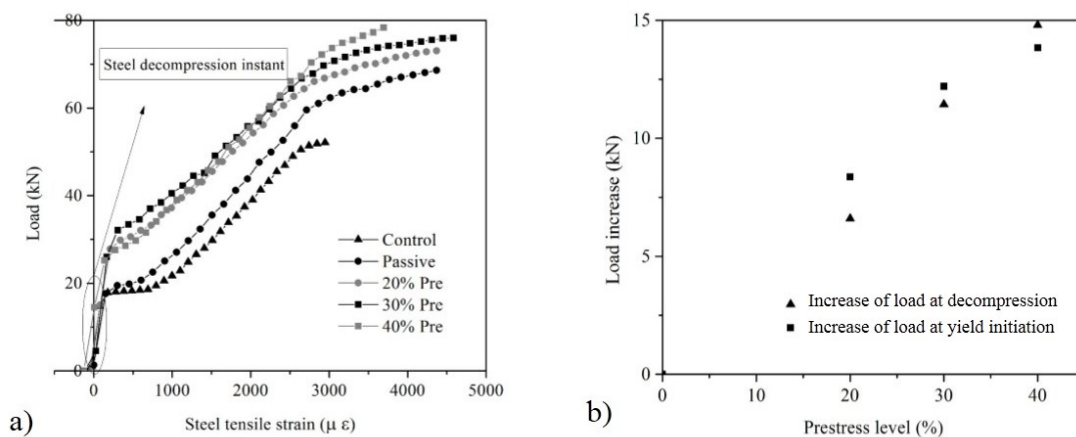 80
60
40
20
0
Load (kN)
Steel decompression instant
Control
Passive
20% Pre
30% Pre
40% Pre
0
1000
2000
3000
4000
5000
Steel tensile strain (μ ε)
a)
15
10
5
0
Load increase (kN)
Increase of load at decompression
Increase of load at yield initiation
10
20
30
40
Prestress level (%)
b)